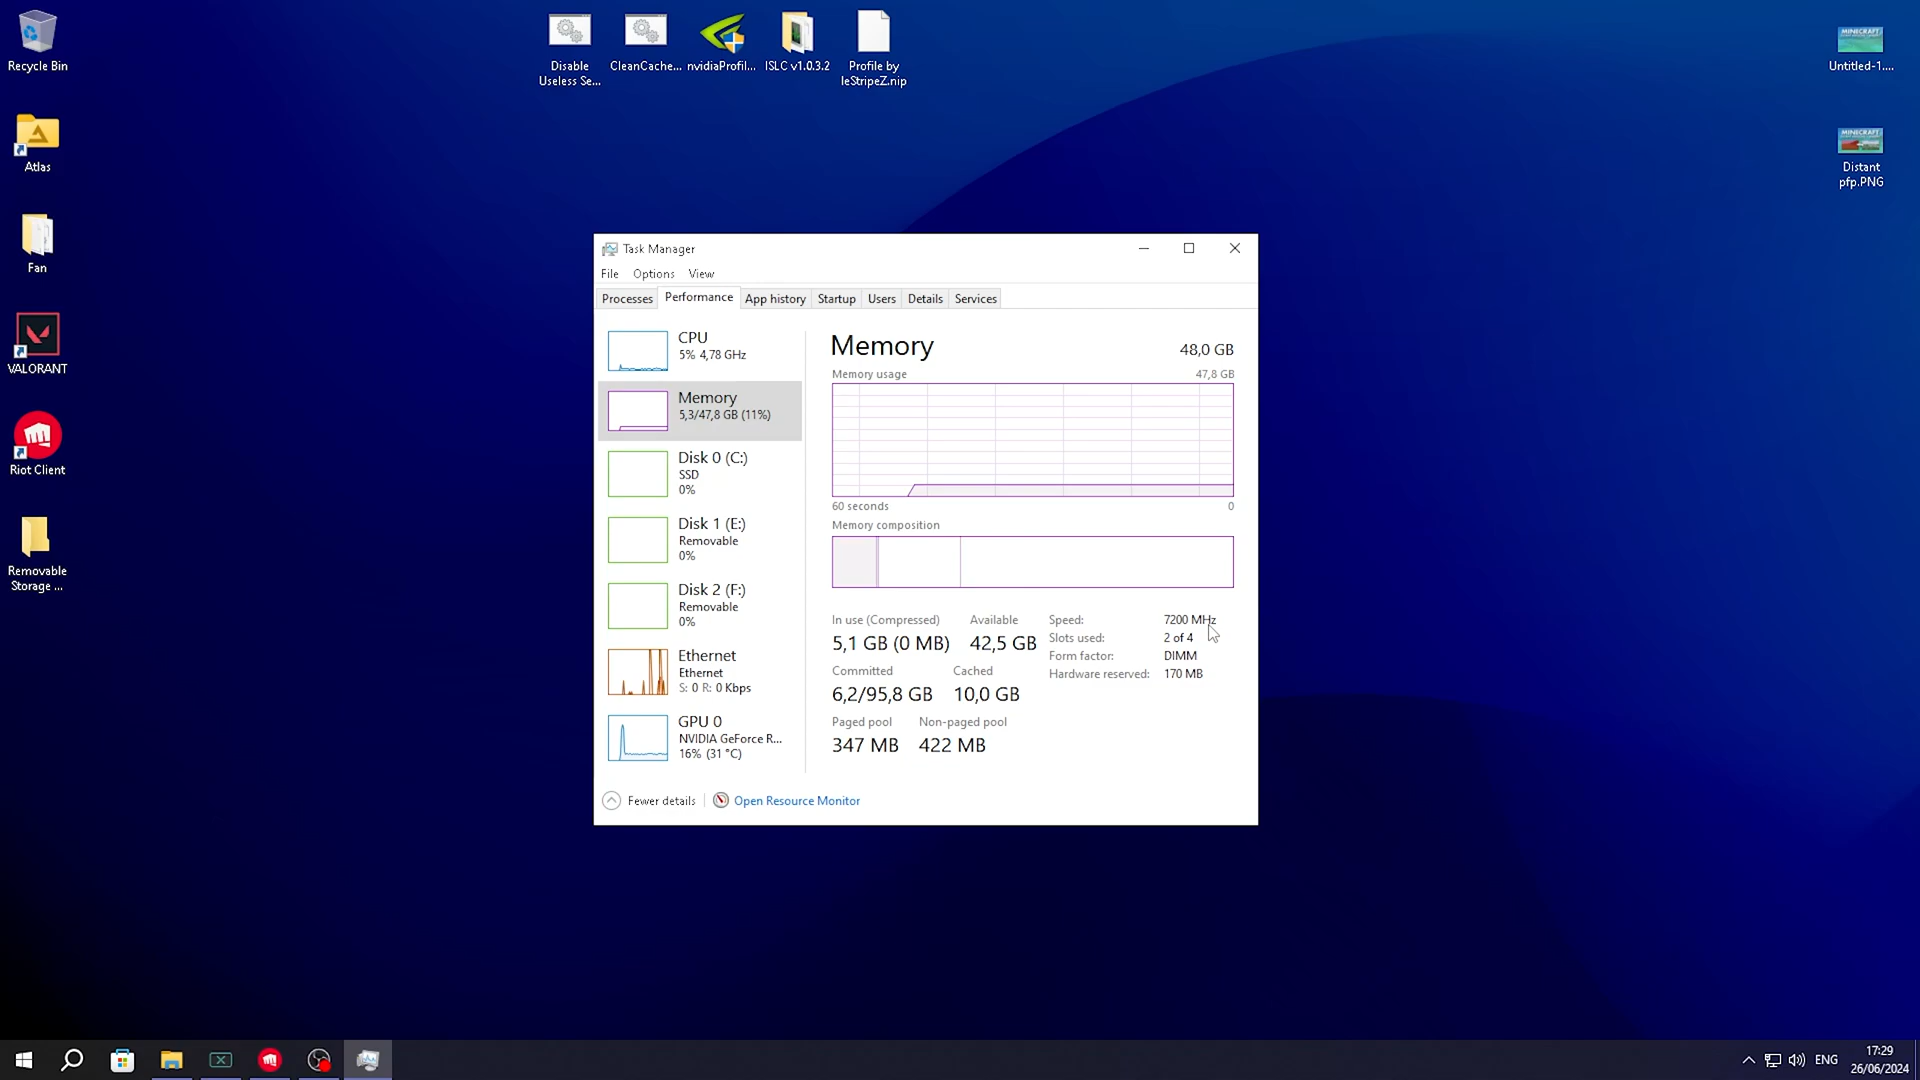 Recycle Bin
Atlas
Fan
VALORANT
Riot Client
Removable
Storage ...
Disable
Useless Se...
CleanCache...
nvidiaProfil...
ISLC v1.0.3.2
Profile by
leStripeZ.nip
MINECRAFT
Untitled-1....
MINECRAFT
Distant
pfp.PNG
Task Manager
File Options View
Processes Performance App history Startup Users Details Services
CPU
5% 4,78 GHz
Memory
5,3/47,8 GB (11%)
Disk 0 (C:)
SSD
0%
Disk 1 (E:)
Removable
0%
Disk 2 (F:)
Removable
0%
Ethernet
Ethernet
S: 0 R: 0 Kbps
GPU 0
NVIDIA GeForce R...
16% (31 °C)
Memory 48,0 GB
Memory usage 47,8 GB
60 seconds 0
Memory composition
In use (Compressed) Available
5,1 GB (0 MB) 42,5 GB
Committed Cached
6,2/95,8 GB 10,0 GB
Paged pool Non-paged pool
347 MB 422 MB
Speed: 7200 MHz
Slots used: 2 of 4
Form factor: DIMM
Hardware reserved: 170 MB
Fewer details Open Resource Monitor
ENG
17:29
26/06/2024